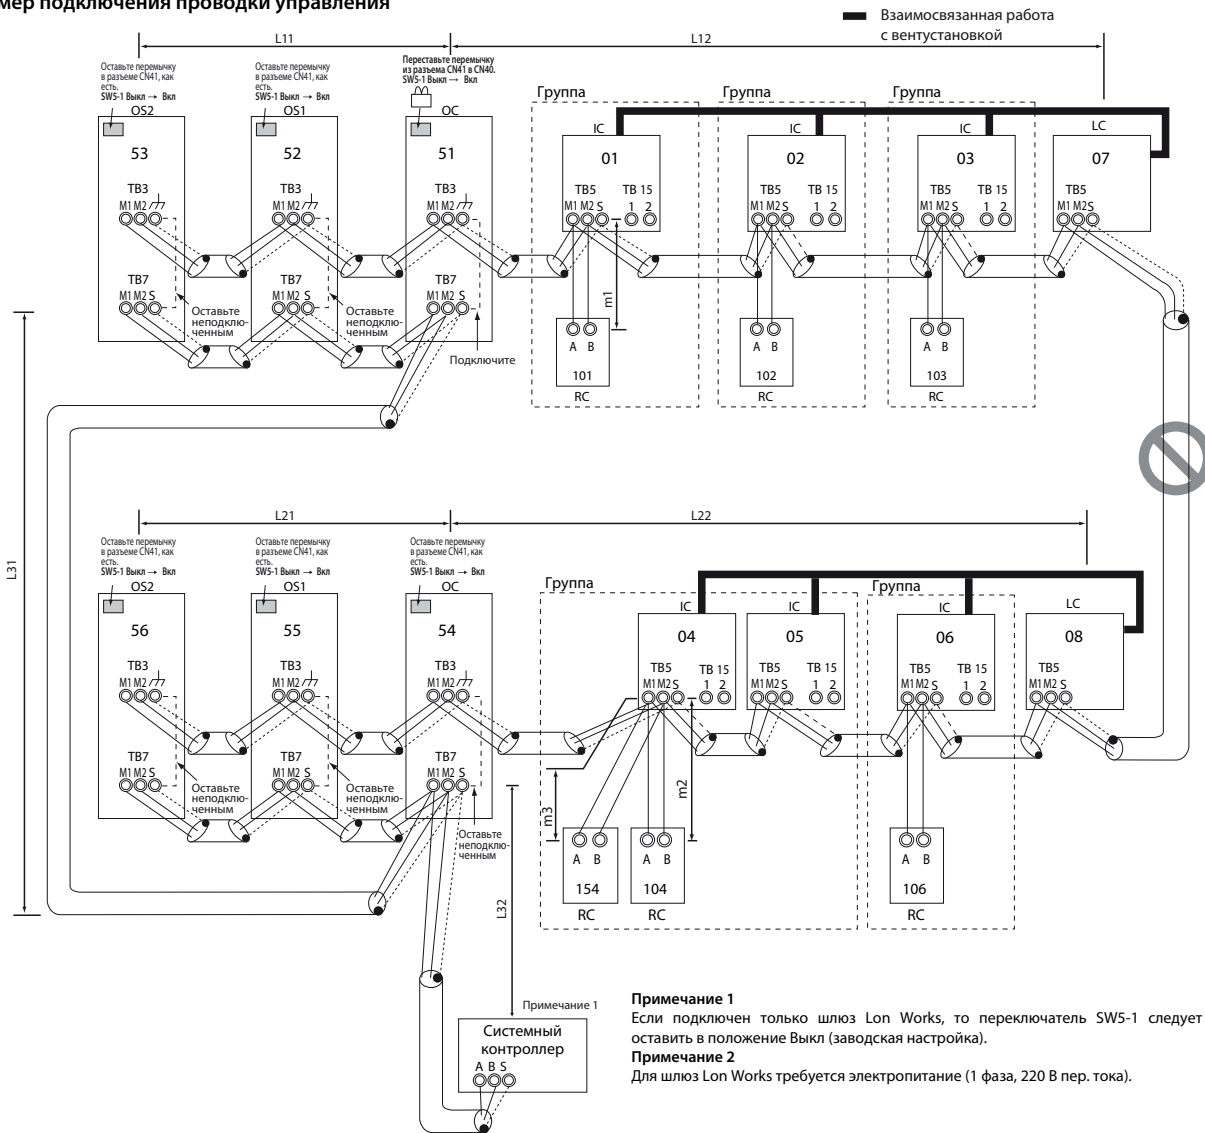 мер подключения проводки управления
Взаимосвязанная работа
с вентустановкой
L11
L12
Оставьте перемычку
в разъеме CN41, как
есть.
SW5-1 Выкл → Вкл
OS2
Оставьте перемычку
в разъеме CN41, как
есть.
SW5-1 Выкл → Вкл
OS1
Переставьте перемычку
из разъема CN41 в CN40.
SW5-1 Выкл → Вкл
OC
Группа
Группа
Группа
IC
IC
IC
LC
53
52
51
01
02
03
07
TB3
TB3
TB3
M1 M2
M1 M2
M1 M2
TB5
TB 15
TB5
TB 15
TB5
TB 15
TB5
M1 M2 S
1 2
M1 M2 S
1 2
M1 M2 S
1 2
M1 M2 S
TB7
TB7
TB7
M1 M2 S
M1 M2 S
M1 M2 S
Оставьте
неподклю-
ченным
Оставьте
неподклю-
ченным
Подключите
m1
A B
A B
A B
101
102
103
RC
RC
RC
L31
L21
L22
Оставьте перемычку
в разъеме CN41, как
есть.
SW5-1 Выкл → Вкл
OS2
Оставьте перемычку
в разъеме CN41, как
есть.
SW5-1 Выкл → Вкл
OS1
Оставьте перемычку
в разъеме CN41, как
есть.
SW5-1 Выкл → Вкл
OC
Группа
Группа
IC
IC
IC
LC
56
55
54
04
05
06
08
TB3
TB3
TB3
M1 M2
M1 M2
M1 M2
TB5
TB 15
TB5
TB 15
TB5
TB 15
TB5
M1 M2 S
1 2
M1 M2 S
1 2
M1 M2 S
1 2
M1 M2 S
TB7
TB7
TB7
M1 M2 S
M1 M2 S
M1 M2 S
Оставьте
неподклю-
ченным
Оставьте
неподклю-
ченным
Оставьте
неподклю-
ченным
m3
m2
A B
A B
A B
154
104
106
RC
RC
RC
L32
Примечание 1
Системный
контроллер
A B S
Примечание 1
Если подключен только шлюз Lon Works, то переключатель SW5-1 следует
оставить в положение Выкл (заводская настройка).
Примечание 2
Для шлюз Lon Works требуется электропитание (1 фаза, 220 В пер. тока).